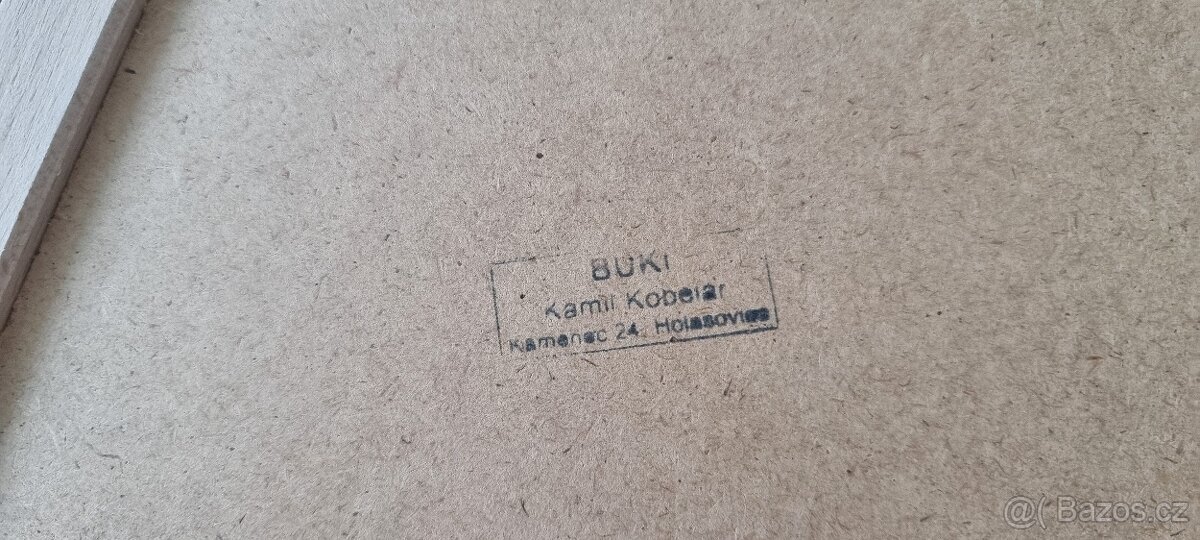 BUKI
Kamil Kobelar
Kamenec 24, Holasovice
@( Bazos.cz